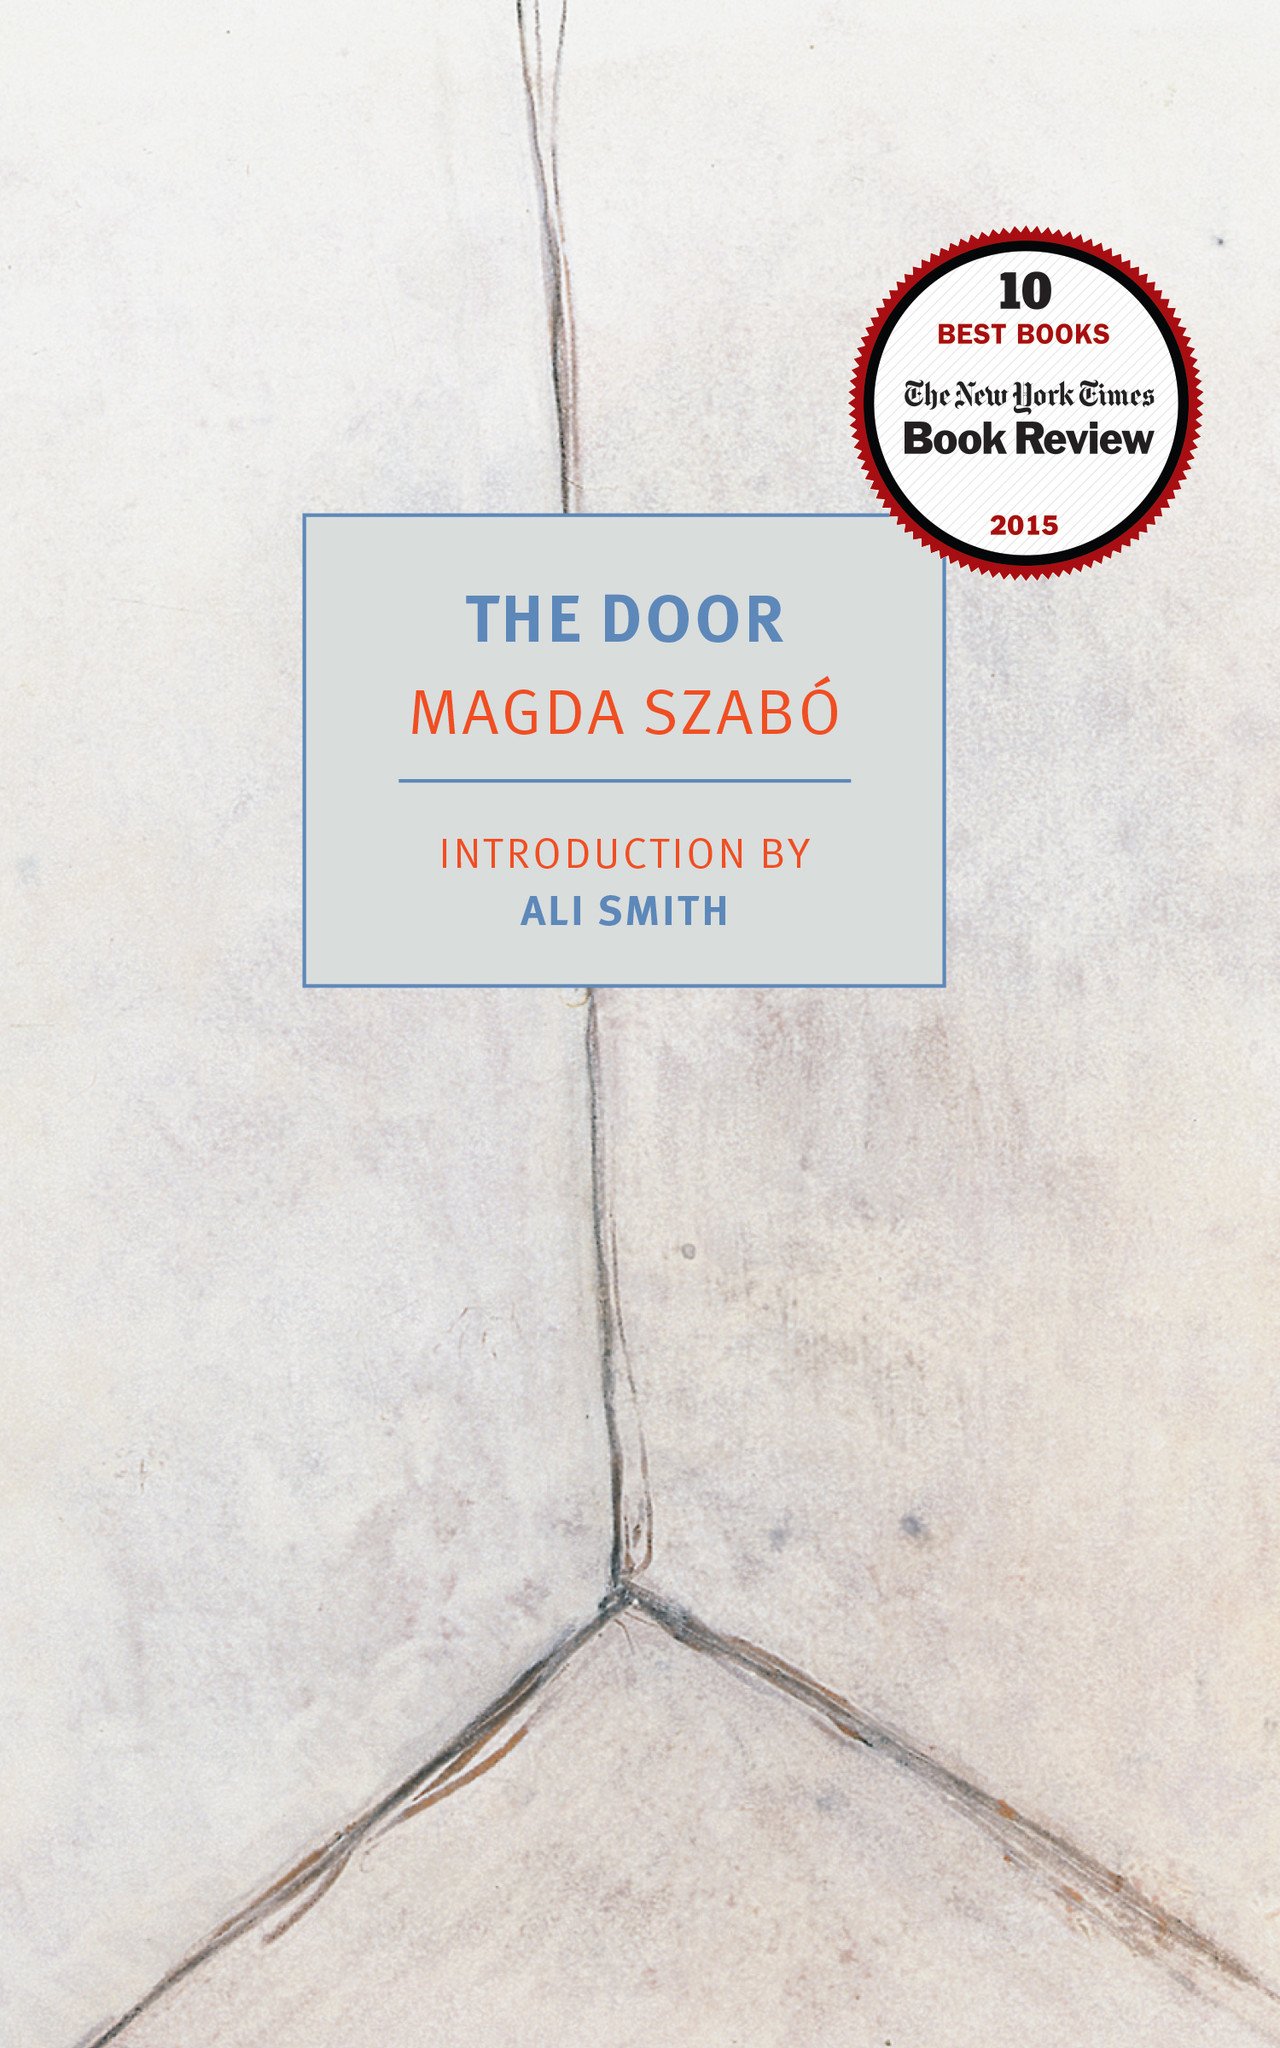 10
BEST BOOKS
The New York Times
Book Review
2015
THE DOOR
MAGDA SZABÓ
INTRODUCTION BY
ALI SMITH